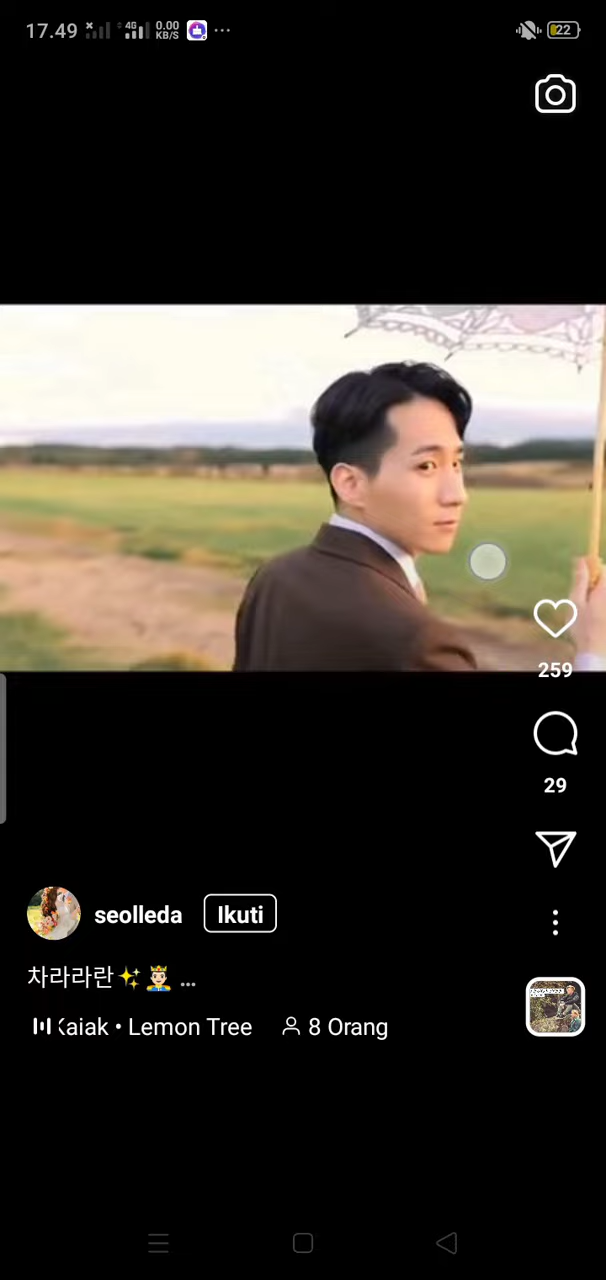 17.49 4G 0.00 KB/S 22
259
29
seolleda Ikuti
차라라란✨🤴🏻 ...
Kaiak • Lemon Tree 8 Orang